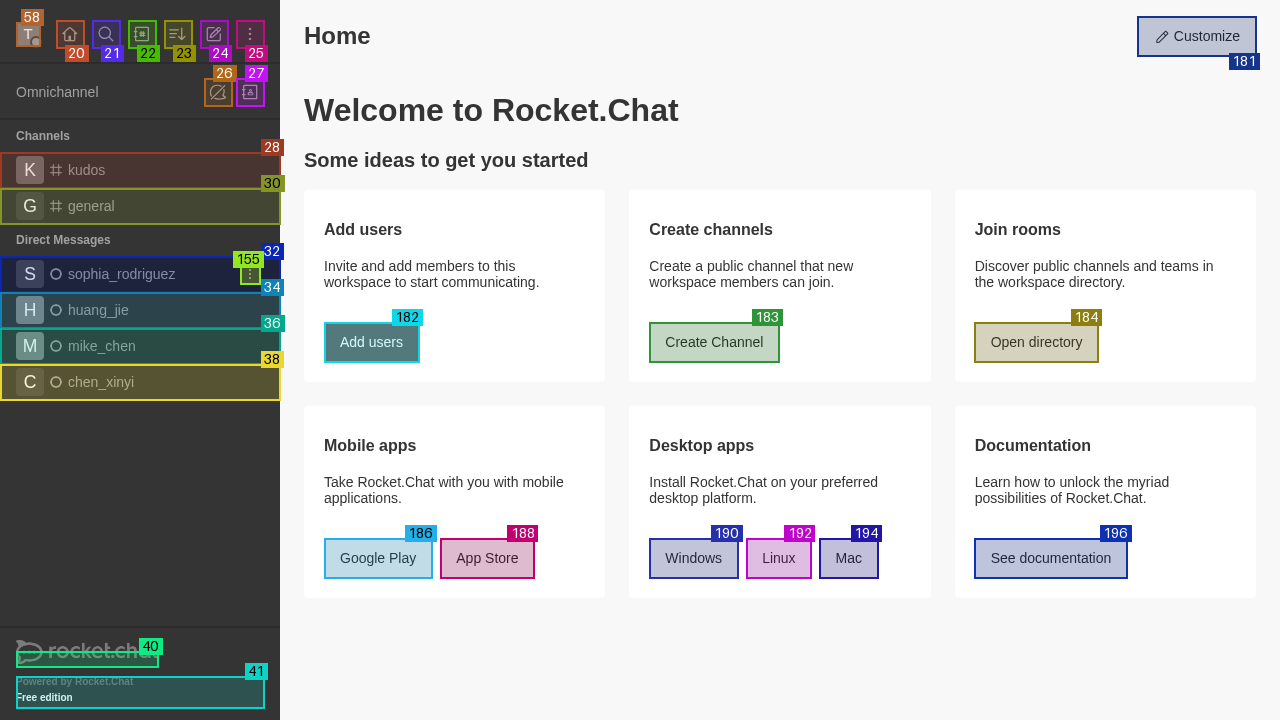 58
T
20
21
22
23
24
25
Omnichannel
26
27
Channels
28
K kudos
30
G general
Direct Messages
32
155
S sophia_rodriguez
34
H huang_jie
36
M mike_chen
38
C chen_xinyi
40
rocket.chat
41
Powered by Rocket.Chat
Free edition
Home
Customize
181
Welcome to Rocket.Chat
Some ideas to get you started
Add users
Invite and add members to this
workspace to start communicating.
182
Add users
Create channels
Create a public channel that new
workspace members can join.
183
Create Channel
Join rooms
Discover public channels and teams in
the workspace directory.
184
Open directory
Mobile apps
Take Rocket.Chat with you with mobile
applications.
186
188
Google Play
App Store
Desktop apps
Install Rocket.Chat on your preferred
desktop platform.
190
192
194
Windows
Linux
Mac
Documentation
Learn how to unlock the myriad
possibilities of Rocket.Chat.
196
See documentation